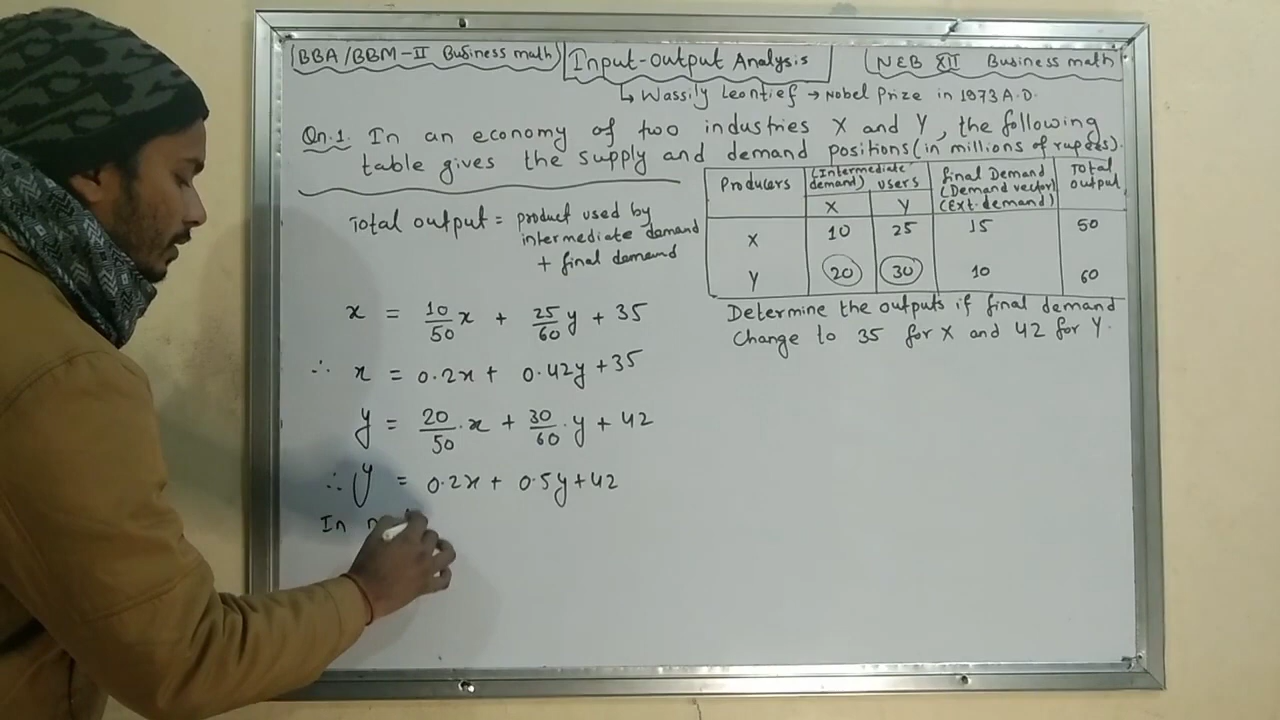 BBA/BBM-II Business math
Input-Output Analysis
NEB XII Business math
↳ Wassily Leontief → Nobel Prize in 1973 A.D.
Qn.1. In an economy of two industries X and Y, the following
table gives the supply and demand positions (in millions of rupees).
Producers (Intermediate demand) users Final Demand (Demand vector) (Ext. demand) Total output
X Y
X 10 25 15 50
Y 20 30 10 60
Determine the outputs if final demand
change to 35 for X and 42 for Y.
Total output = product used by
intermediate demand
+ final demand
x = 10/50 x + 25/60 y + 35
∴ x = 0.2x + 0.42y + 35
y = 20/50 . x + 30/60 . y + 42
∴ y = 0.2x + 0.5y + 42
In